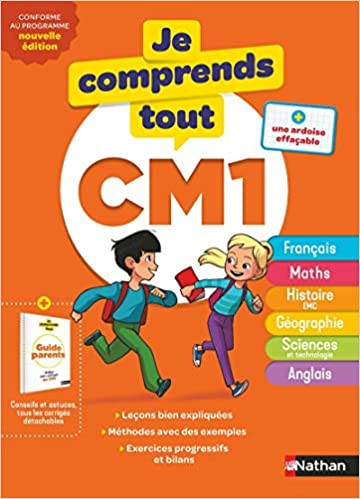 CONFORME
AU PROGRAMME
nouvelle
édition
Je
comprends
tout
+
une ardoise
effaçable
CM1
Français
Maths
Histoire
EMC
Géographie
Sciences
et technologie
Anglais
+
Guide
parents
Conseils et astuces,
tous les corrigés
détachables
Leçons bien expliquées
Méthodes avec des exemples
Exercices progressifs
et bilans
Nathan